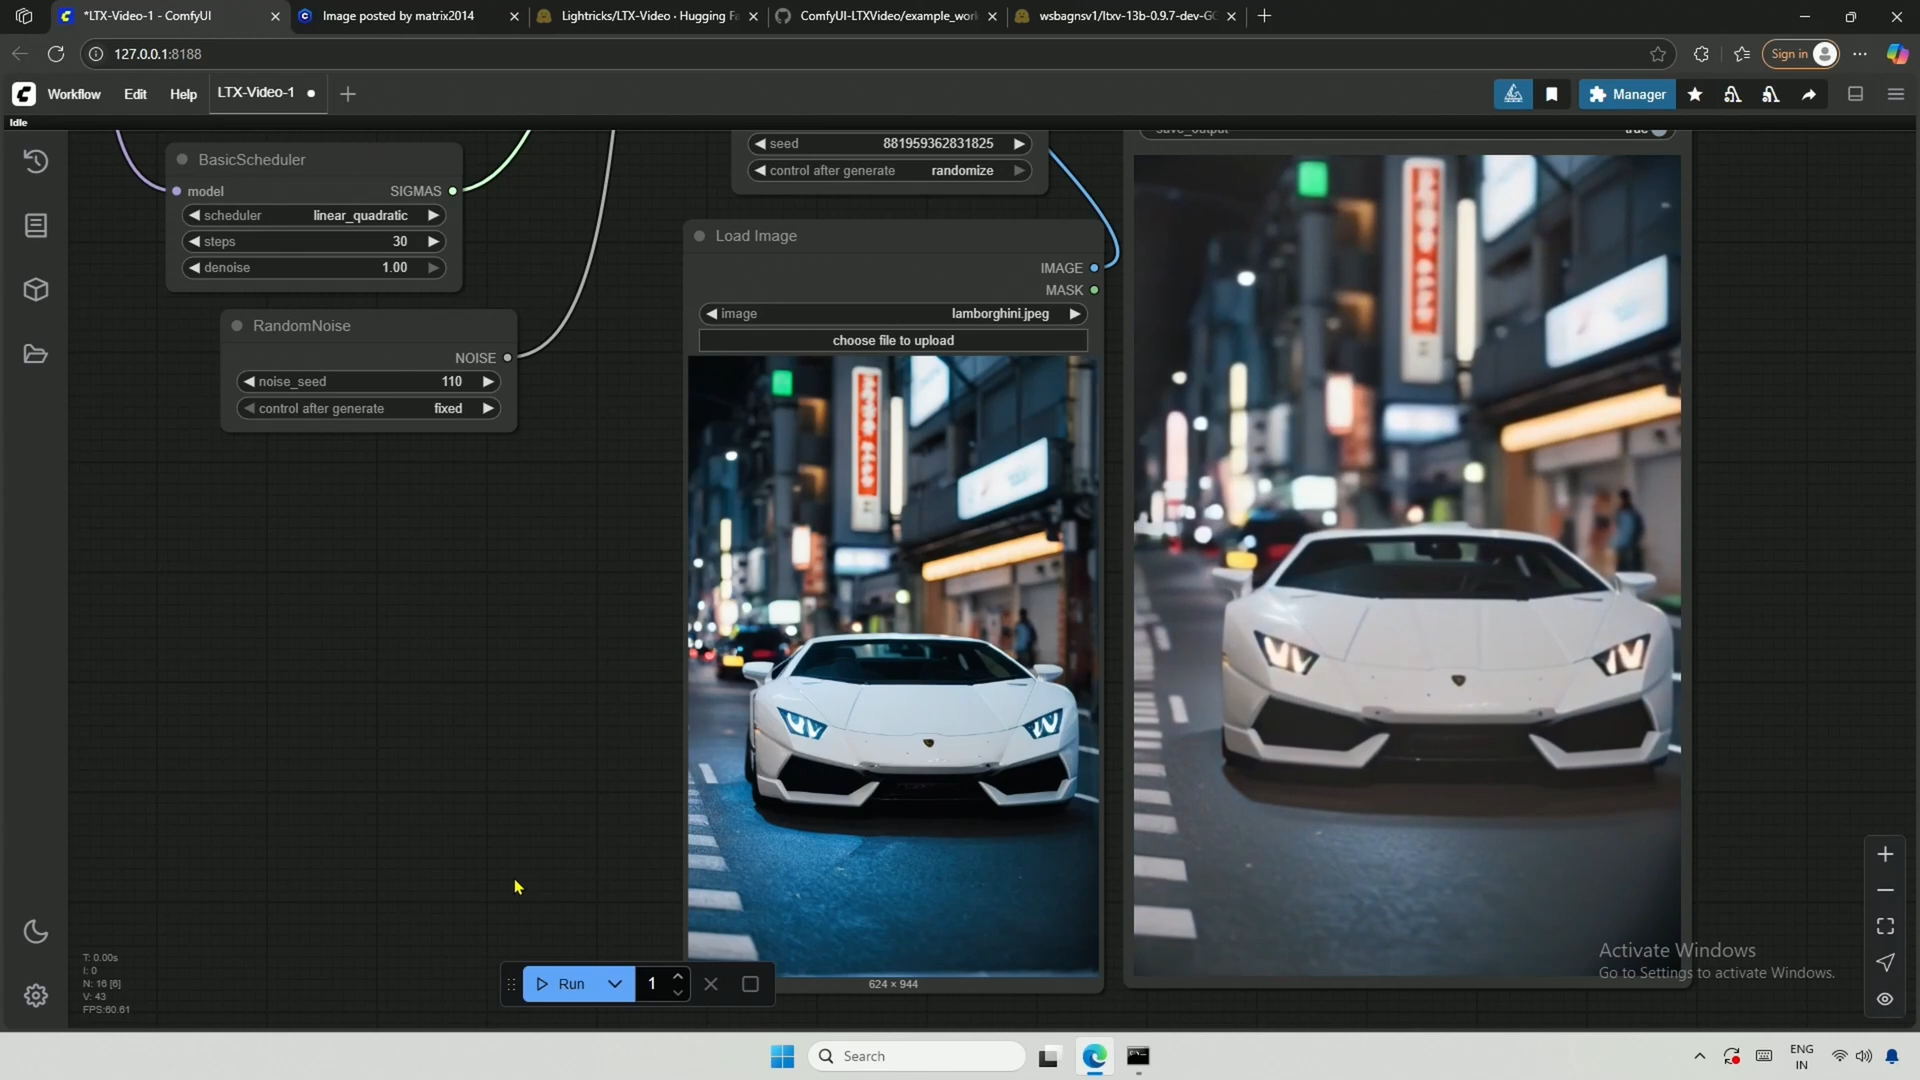 *LTX-Video-1 - ComfyUI
Image posted by matrix2014
Lightricks/LTX-Video · Hugging Fa
ComfyUI-LTXVideo/example_wor
wsbagnsv1/ltxv-13b-0.9.7-dev-GG
127.0.0.1:8188
Sign in
Workflow
Edit
Help
LTX-Video-1
Manager
Idle
BasicScheduler
model
SIGMAS
scheduler
linear_quadratic
steps
30
denoise
1.00
RandomNoise
NOISE
noise_seed
110
control after generate
fixed
seed
881959362831825
control after generate
randomize
save_output
true
Load Image
IMAGE
MASK
image
lamborghini.jpeg
choose file to upload
624 × 944
Run
1
T: 0.00s
I: 0
N: 16 [6]
V: 43
FPS:60.61
Activate Windows
Go to Settings to activate Windows.
Search
ENG
IN